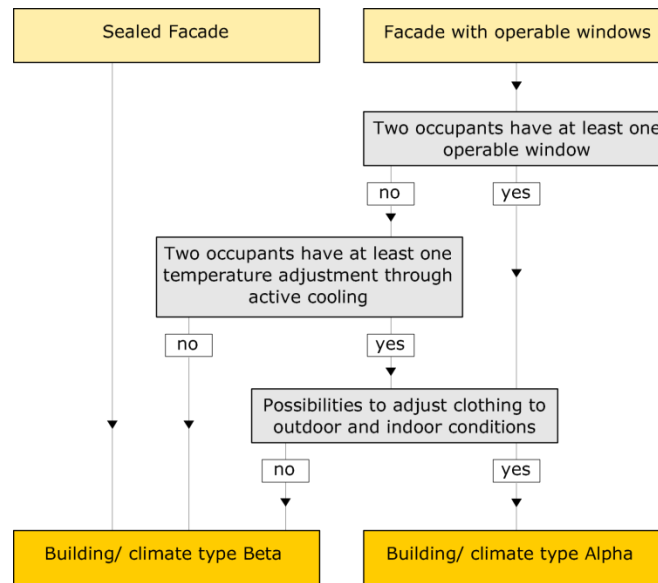 Sealed Facade
Facade with operable windows
Two occupants have at least one
operable window
no
yes
Two occupants have at least one
temperature adjustment through
active cooling
no
yes
Possibilities to adjust clothing to
outdoor and indoor conditions
no
yes
Building/ climate type Beta
Building/ climate type Alpha